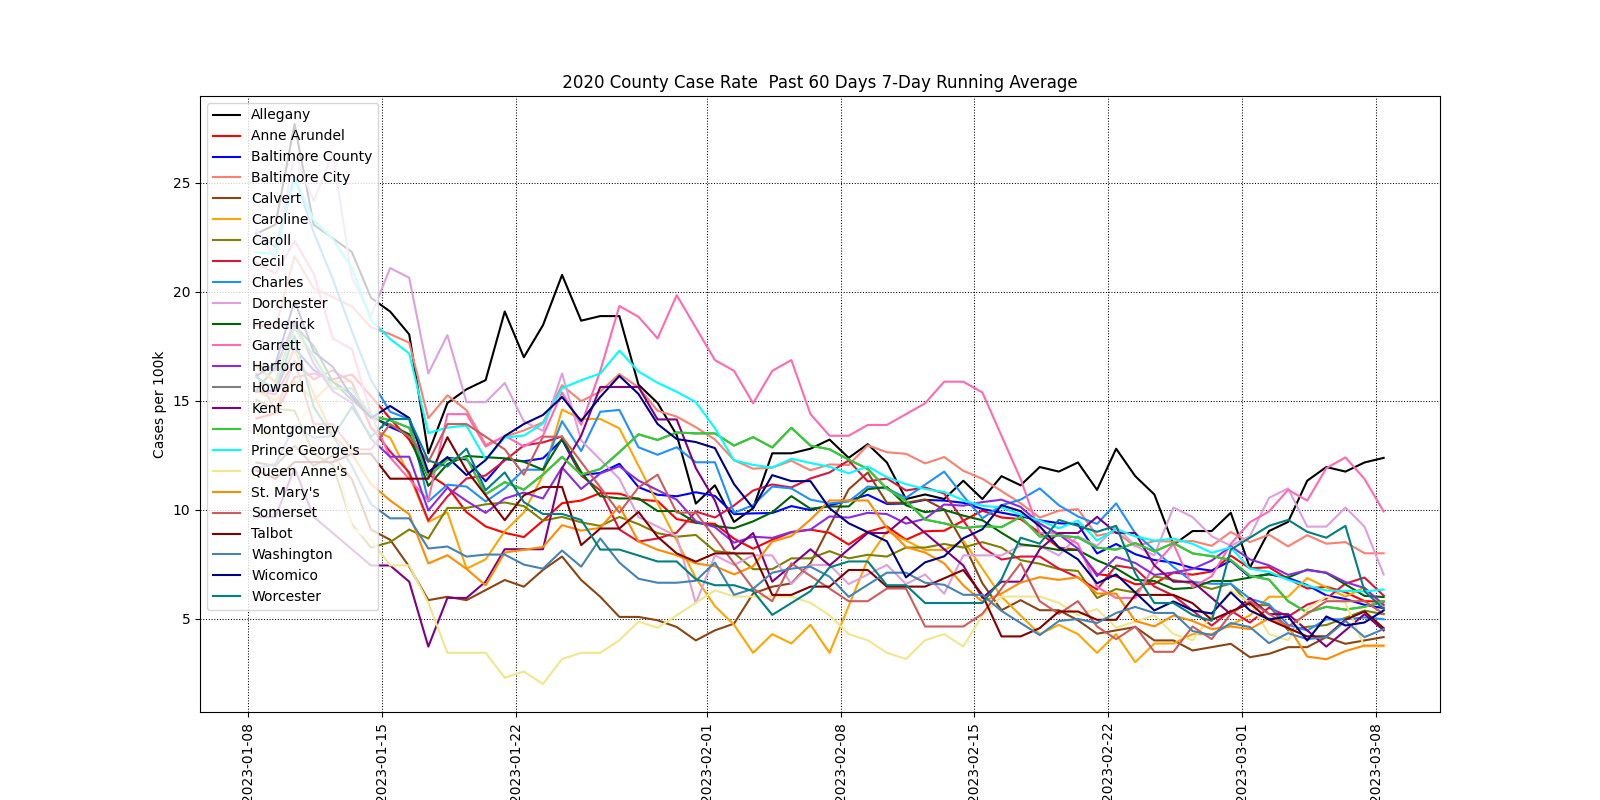 2020 County Case Rate  Past 60 Days 7-Day Running Average
Cases per 100k
25
20
15
10
5
Allegany
Anne Arundel
Baltimore County
Baltimore City
Calvert
Caroline
Caroll
Cecil
Charles
Dorchester
Frederick
Garrett
Harford
Howard
Kent
Montgomery
Prince George's
Queen Anne's
St. Mary's
Somerset
Talbot
Washington
Wicomico
Worcester
2023-01-08
2023-01-15
2023-01-22
2023-02-01
2023-02-08
2023-02-15
2023-02-22
2023-03-01
2023-03-08